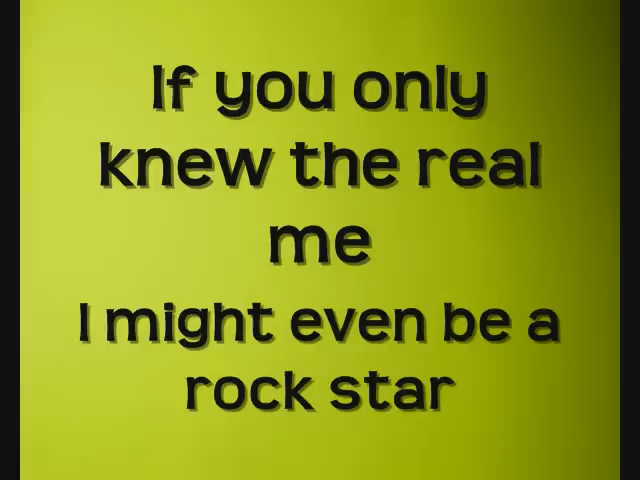 If you only
knew the real
me
I might even be a
rock star